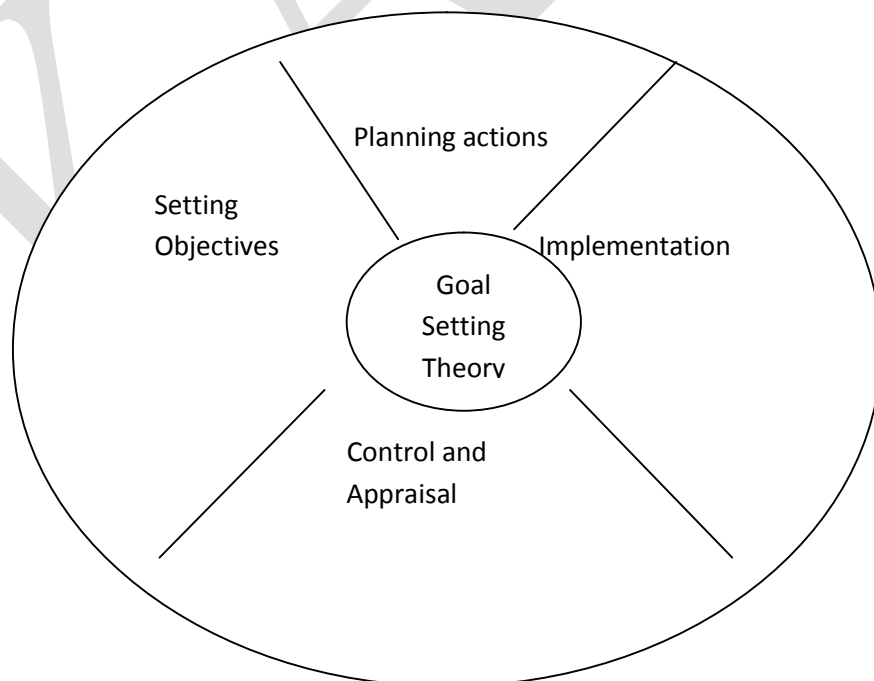 Planning actions
Setting
Objectives
Implementation
Goal
Setting
Theory
Control and
Appraisal